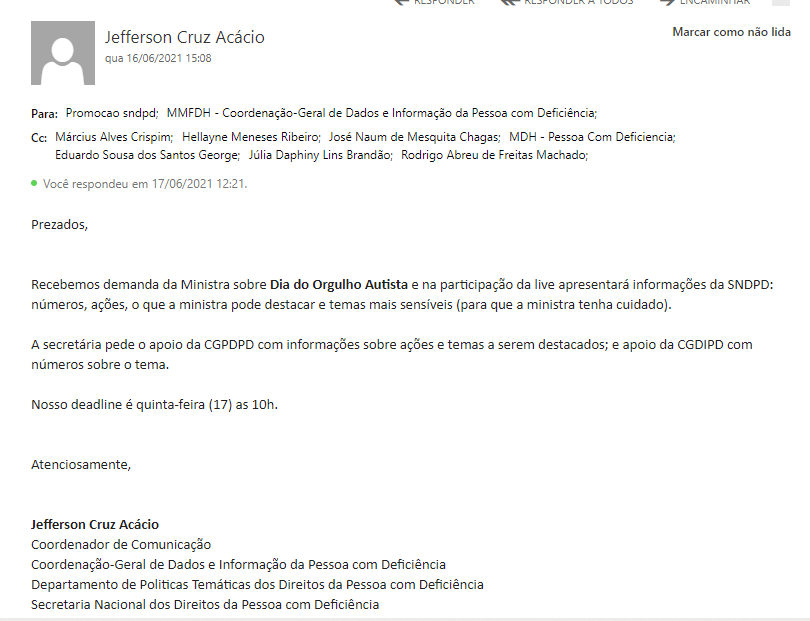 RESPONDER RESPONDER A TODOS ENCAMINHAR
Jefferson Cruz Acácio
qua 16/06/2021 15:08
Marcar como não lida
Para: Promocao sndpd; MMFDH - Coordenação-Geral de Dados e Informação da Pessoa com Deficiência;
Cc: Március Alves Crispim; Hellayne Meneses Ribeiro; José Naum de Mesquita Chagas; MDH - Pessoa Com Deficiencia;
Eduardo Sousa dos Santos George; Júlia Daphiny Lins Brandão; Rodrigo Abreu de Freitas Machado;
Você respondeu em 17/06/2021 12:21.
Prezados,
Recebemos demanda da Ministra sobre Dia do Orgulho Autista e na participação da live apresentará informações da SNDPD:
números, ações, o que a ministra pode destacar e temas mais sensíveis (para que a ministra tenha cuidado).
A secretária pede o apoio da CGPDPD com informações sobre ações e temas a serem destacados; e apoio da CGDIPD com
números sobre o tema.
Nosso deadline é quinta-feira (17) as 10h.
Atenciosamente,
Jefferson Cruz Acácio
Coordenador de Comunicação
Coordenação-Geral de Dados e Informação da Pessoa com Deficiência
Departamento de Politicas Temáticas dos Direitos da Pessoa com Deficiência
Secretaria Nacional dos Direitos da Pessoa com Deficiência